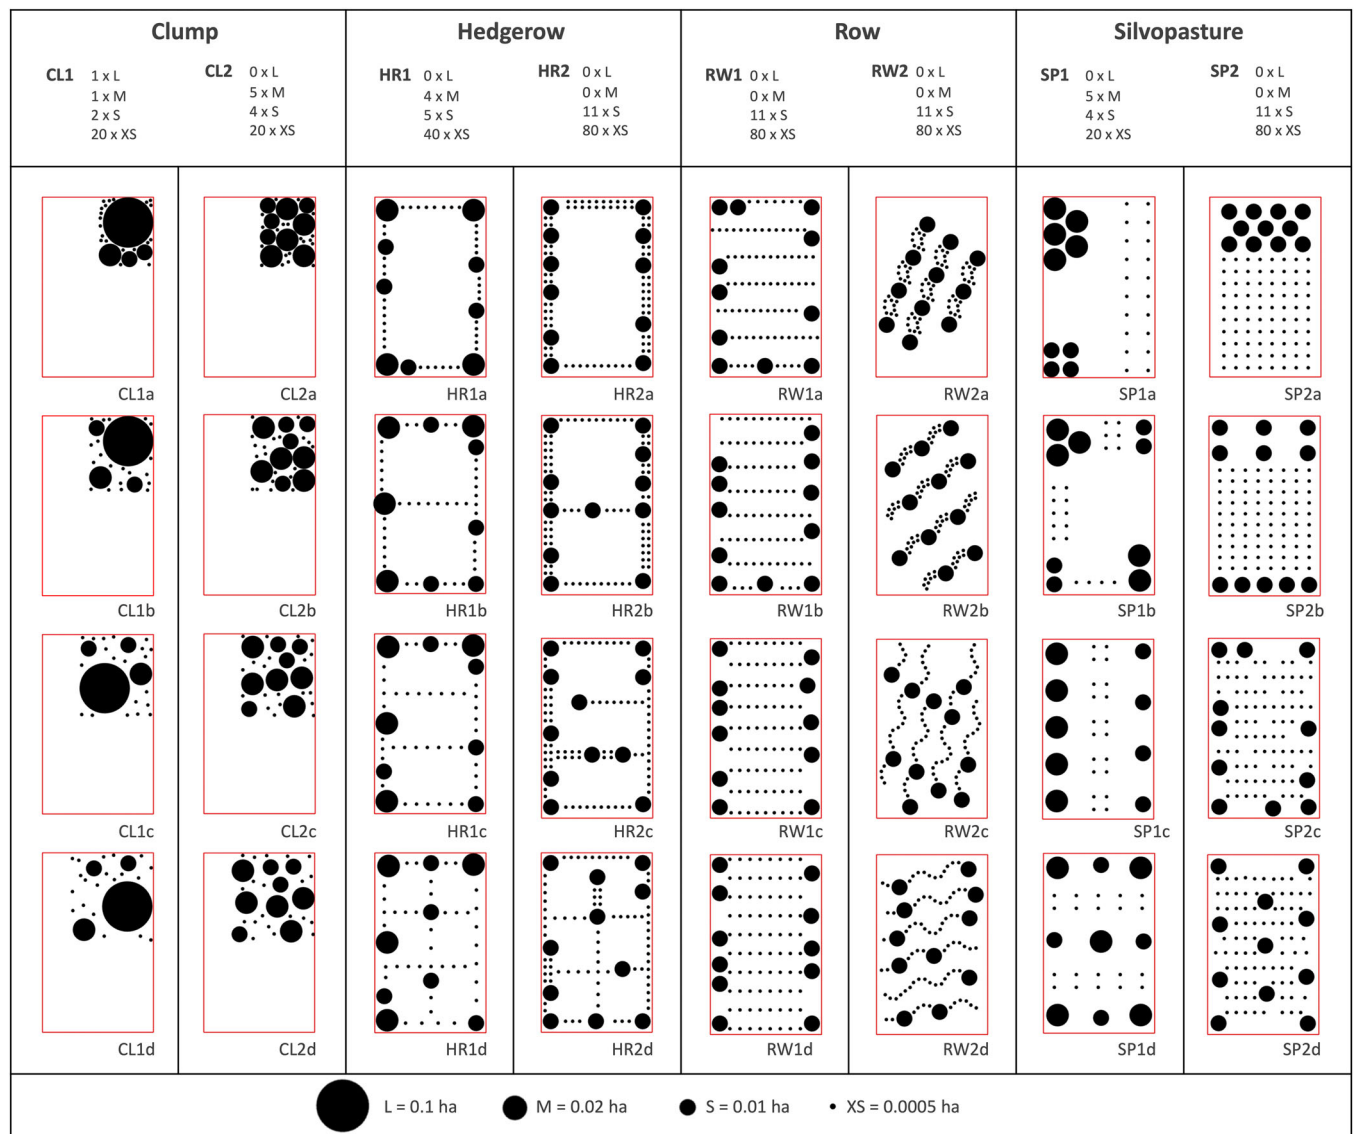 Clump Hedgerow Row Silvopasture
CL1 1 x L
1 x M
2 x S
20 x XS
CL2 0 x L
5 x M
4 x S
20 x XS
HR1 0 x L
4 x M
5 x S
40 x XS
HR2 0 x L
0 x M
11 x S
80 x XS
RW1 0 x L
0 x M
11 x S
80 x XS
RW2 0 x L
0 x M
11 x S
80 x XS
SP1 0 x L
5 x M
4 x S
20 x XS
SP2 0 x L
0 x M
11 x S
80 x XS
CL1a CL2a HR1a HR2a RW1a RW2a SP1a SP2a
CL1b CL2b HR1b HR2b RW1b RW2b SP1b SP2b
CL1c CL2c HR1c HR2c RW1c RW2c SP1c SP2c
CL1d CL2d HR1d HR2d RW1d RW2d SP1d SP2d
L = 0.1 ha M = 0.02 ha S = 0.01 ha XS = 0.0005 ha